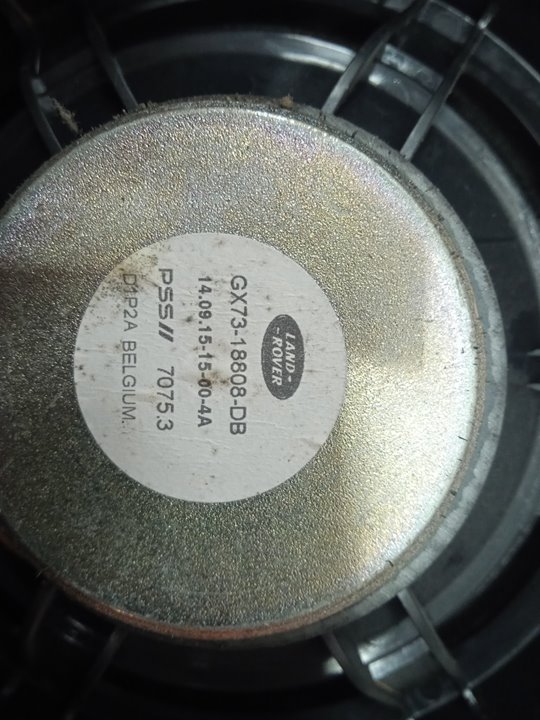 LAND-
-ROVER
GX73-18808-DB
14.09.15-15-00-4A
PSS// 7075.3
D1P2A BELGIUM